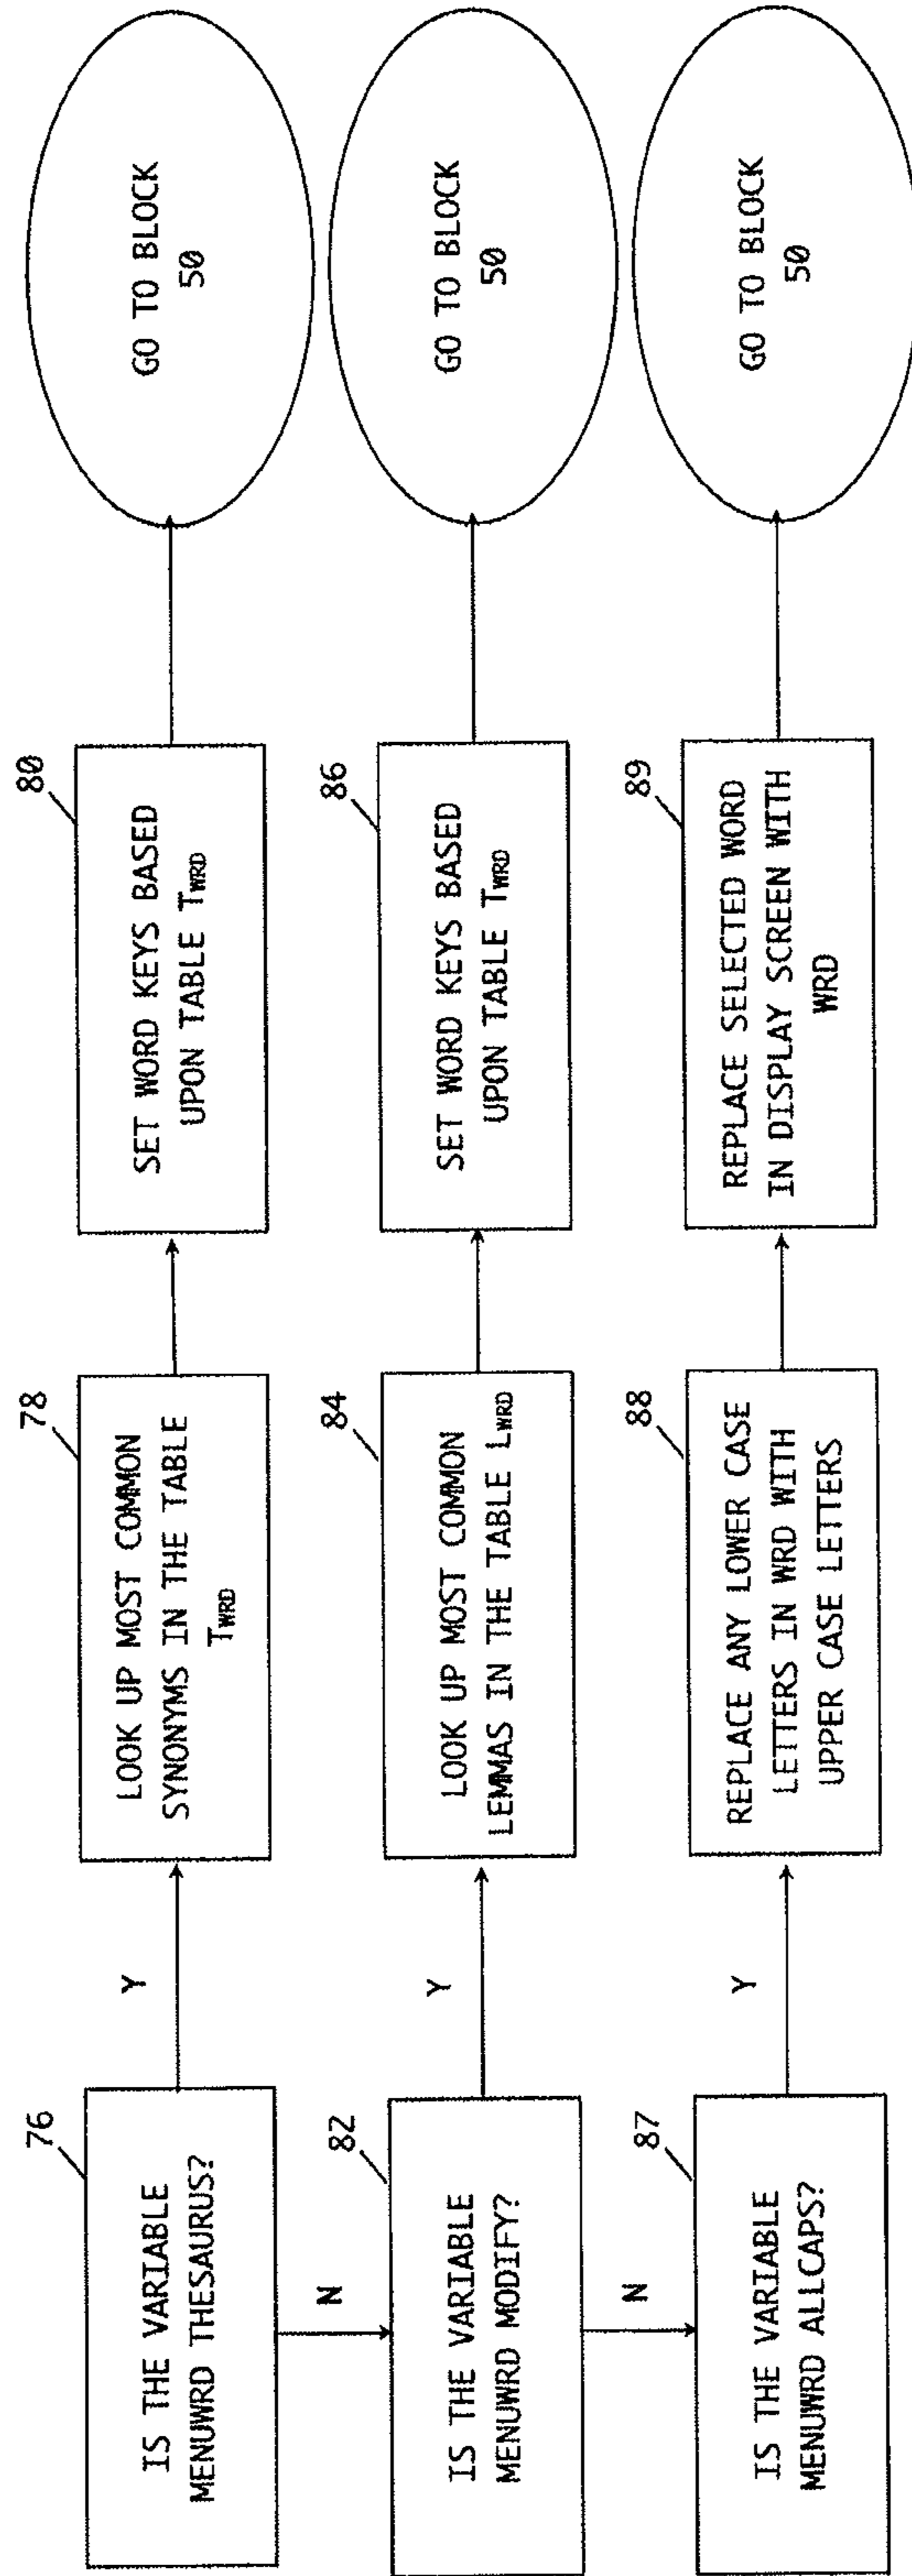 76
IS THE VARIABLE
MENUWRD THESAURUS?
Y
78
LOOK UP MOST COMMON
SYNONYMS IN THE TABLE
TWRD
80
SET WORD KEYS BASED
UPON TABLE TWRD
GO TO BLOCK
50
N
82
IS THE VARIABLE
MENUWRD MODIFY?
Y
84
LOOK UP MOST COMMON
LEMMAS IN THE TABLE LWRD
86
SET WORD KEYS BASED
UPON TABLE TWRD
GO TO BLOCK
50
N
87
IS THE VARIABLE
MENUWRD ALLCAPS?
Y
88
REPLACE ANY LOWER CASE
LETTERS IN WRD WITH
UPPER CASE LETTERS
89
REPLACE SELECTED WORD
IN DISPLAY SCREEN WITH
WRD
GO TO BLOCK
50